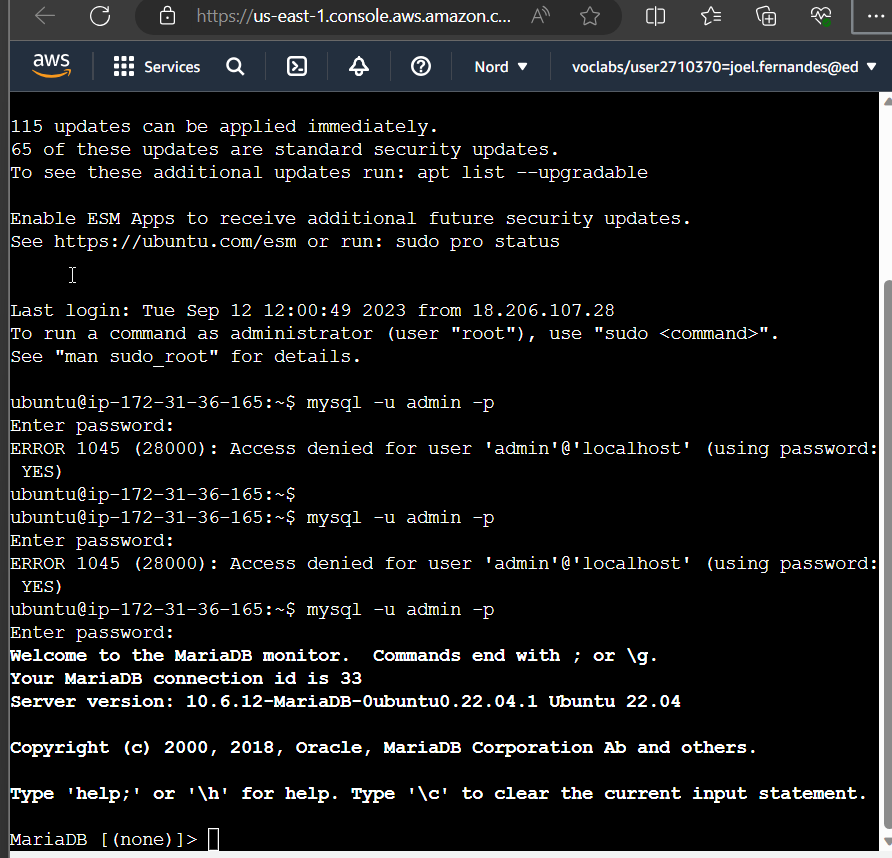 https://us-east-1.console.aws.amazon.c...
aws Services Nord voclabs/user2710370=joel.fernandes@ed
115 updates can be applied immediately.
65 of these updates are standard security updates.
To see these additional updates run: apt list --upgradable
Enable ESM Apps to receive additional future security updates.
See https://ubuntu.com/esm or run: sudo pro status
Last login: Tue Sep 12 12:00:49 2023 from 18.206.107.28
To run a command as administrator (user "root"), use "sudo <command>".
See "man sudo_root" for details.
ubuntu@ip-172-31-36-165:~$ mysql -u admin -p
Enter password:
ERROR 1045 (28000): Access denied for user 'admin'@'localhost' (using password:
YES)
ubuntu@ip-172-31-36-165:~$
ubuntu@ip-172-31-36-165:~$ mysql -u admin -p
Enter password:
ERROR 1045 (28000): Access denied for user 'admin'@'localhost' (using password:
YES)
ubuntu@ip-172-31-36-165:~$ mysql -u admin -p
Enter password:
Welcome to the MariaDB monitor.  Commands end with ; or \g.
Your MariaDB connection id is 33
Server version: 10.6.12-MariaDB-0ubuntu0.22.04.1 Ubuntu 22.04
Copyright (c) 2000, 2018, Oracle, MariaDB Corporation Ab and others.
Type 'help;' or '\h' for help. Type '\c' to clear the current input statement.
MariaDB [(none)]>